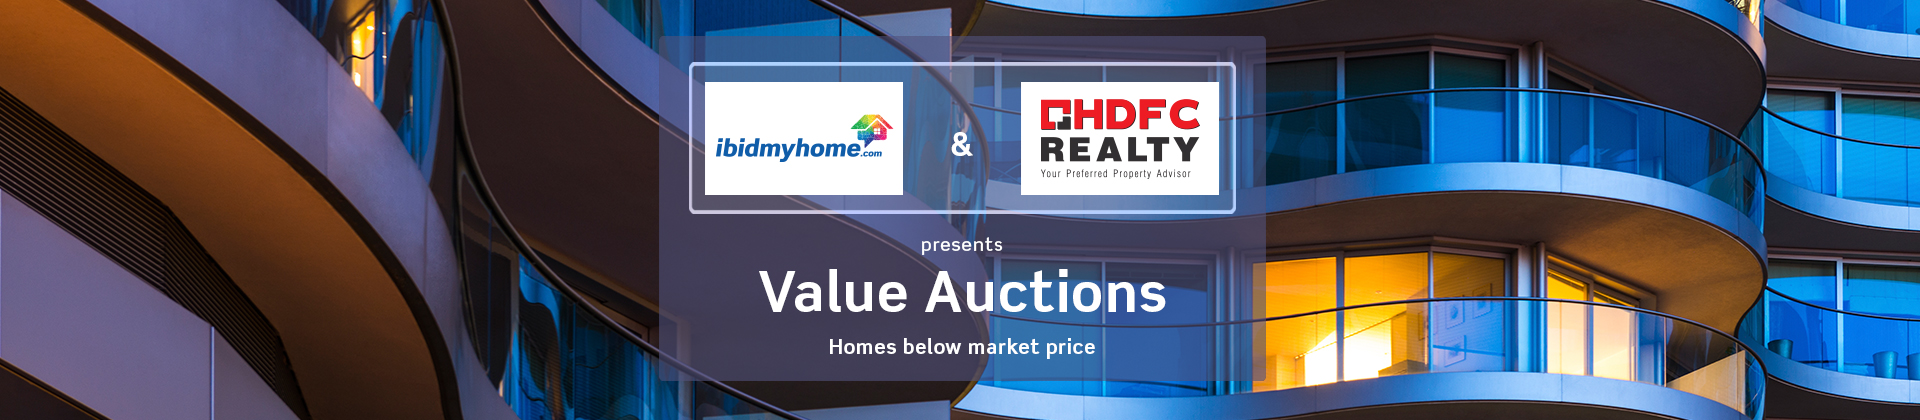 ibidmyhome.com
&
HDFC
REALTY
Your Preferred Property Advisor
presents
Value Auctions
Homes below market price